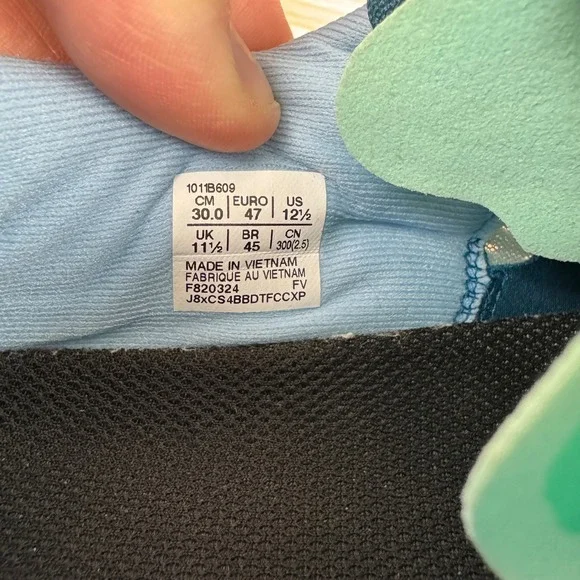 1011B609
CM EURO US
30.0 47 12½
UK BR CN
11½ 45 300(2.5)
MADE IN VIETNAM
FABRIQUE AU VIETNAM
F820324 FV
J8xCS4BBDTFCCXP